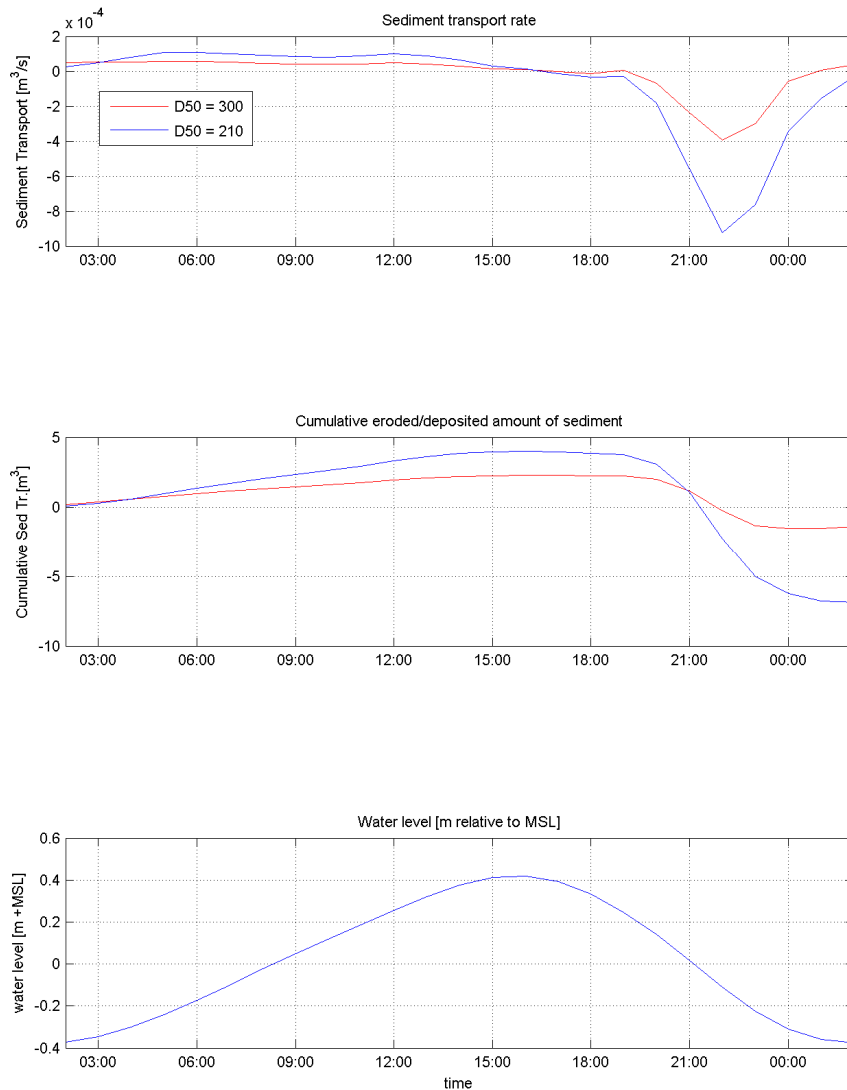 Sediment transport rate
x 10^-4
Sediment Transport [m^3/s]
2
0
-2
-4
-6
-8
-10
D50 = 300
D50 = 210
03:00 06:00 09:00 12:00 15:00 18:00 21:00 00:00
Cumulative eroded/deposited amount of sediment
Cumulative Sed Tr.[m^3]
5
0
-5
-10
03:00 06:00 09:00 12:00 15:00 18:00 21:00 00:00
Water level [m relative to MSL]
water level [m +MSL]
0.6
0.4
0.2
0
-0.2
-0.4
03:00 06:00 09:00 12:00 15:00 18:00 21:00 00:00
time